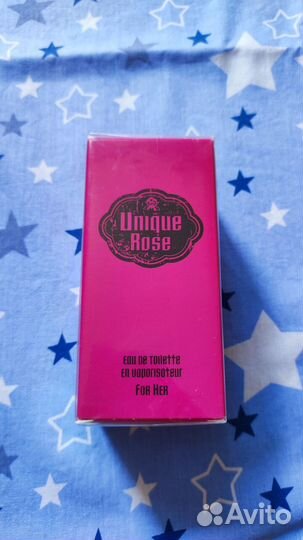 Unique
Rose
Eau de Toilette
En vaporisateur
For Her
Avito